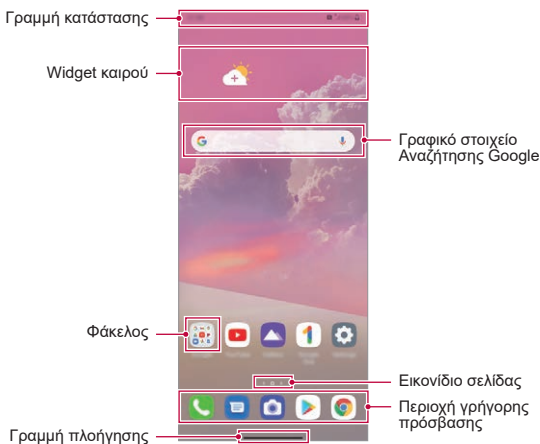 Γραμμή κατάστασης
Widget καιρού
Γραφικό στοιχείο
Αναζήτησης Google
Φάκελος
Εικονίδιο σελίδας
Περιοχή γρήγορης
πρόσβασης
Γραμμή πλοήγησης